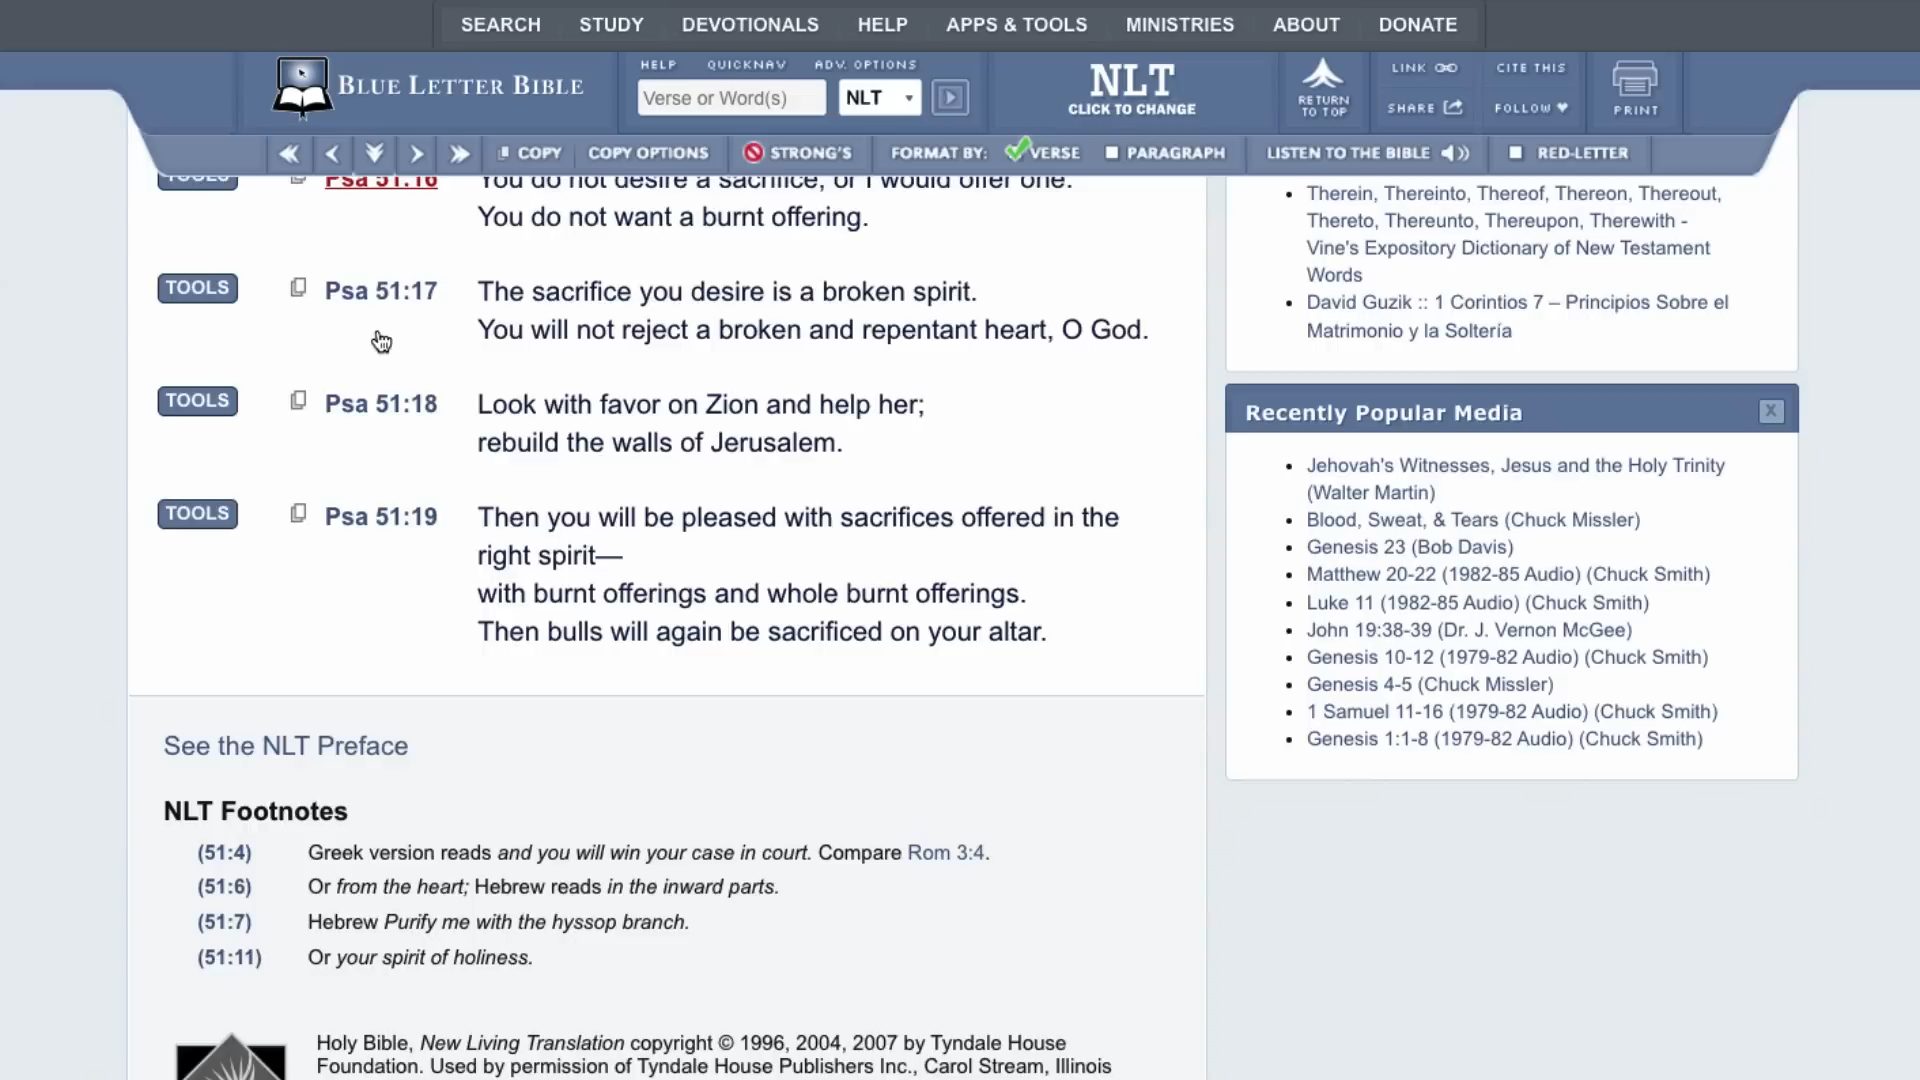 SEARCH STUDY DEVOTIONALS HELP APPS & TOOLS MINISTRIES ABOUT DONATE
BLUE LETTER BIBLE
HELP QUICKNAV ADV. OPTIONS
Verse or Word(s) NLT
NLT
CLICK TO CHANGE
RETURN
TO TOP
LINK
SHARE
CITE THIS
FOLLOW
PRINT
COPY COPY OPTIONS STRONG'S FORMAT BY: VERSE PARAGRAPH LISTEN TO THE BIBLE RED-LETTER
TOOLS Psa 51:16 You do not desire a sacrifice, or I would offer one.
You do not want a burnt offering.
TOOLS Psa 51:17 The sacrifice you desire is a broken spirit.
You will not reject a broken and repentant heart, O God.
TOOLS Psa 51:18 Look with favor on Zion and help her;
rebuild the walls of Jerusalem.
TOOLS Psa 51:19 Then you will be pleased with sacrifices offered in the
right spirit—
with burnt offerings and whole burnt offerings.
Then bulls will again be sacrificed on your altar.
See the NLT Preface
NLT Footnotes
(51:4) Greek version reads and you will win your case in court. Compare Rom 3:4.
(51:6) Or from the heart; Hebrew reads in the inward parts.
(51:7) Hebrew Purify me with the hyssop branch.
(51:11) Or your spirit of holiness.
Holy Bible, New Living Translation copyright © 1996, 2004, 2007 by Tyndale House
Foundation. Used by permission of Tyndale House Publishers Inc., Carol Stream, Illinois
Therein, Thereinto, Thereof, Thereon, Thereout,
Thereto, Thereunto, Thereupon, Therewith -
Vine's Expository Dictionary of New Testament
Words
David Guzik :: 1 Corintios 7 – Principios Sobre el
Matrimonio y la Soltería
Recently Popular Media X
Jehovah's Witnesses, Jesus and the Holy Trinity
(Walter Martin)
Blood, Sweat, & Tears (Chuck Missler)
Genesis 23 (Bob Davis)
Matthew 20-22 (1982-85 Audio) (Chuck Smith)
Luke 11 (1982-85 Audio) (Chuck Smith)
John 19:38-39 (Dr. J. Vernon McGee)
Genesis 10-12 (1979-82 Audio) (Chuck Smith)
Genesis 4-5 (Chuck Missler)
1 Samuel 11-16 (1979-82 Audio) (Chuck Smith)
Genesis 1:1-8 (1979-82 Audio) (Chuck Smith)